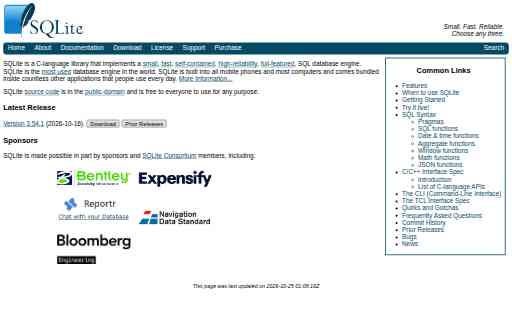 SQLite
Small. Fast. Reliable.
Choose any three.
Home About Documentation Download License Support Purchase Search
SQLite is a C-language library that implements a small, fast, self-contained, high-reliability, full-featured, SQL database engine.
SQLite is the most used database engine in the world. SQLite is built into all mobile phones and most computers and comes bundled
inside countless other applications that people use every day. More Information...
SQLite source code is in the public-domain and is free to everyone to use for any purpose.
Latest Release
Version 3.54.1 (2026-10-16). Download Prior Releases
Sponsors
SQLite is made possible in part by sponsors and SQLite Consortium members, including:
Bentley
Expensify
Reportr
Chat with your Database
Navigation
Data Standard
Bloomberg
Engineer Log
Common Links
Features
When to use SQLite
Getting Started
Try it live!
SQL Syntax
Pragmas
SQL functions
Date & time functions
Aggregate functions
Window functions
Math functions
JSON functions
C/C++ Interface Spec
Introduction
List of C-language APIs
The CLI (Command-Line Interface)
The TCL Interface Spec
Quirks and Gotchas
Frequently Asked Questions
Commit History
Prior Releases
Bugs
News
This page was last updated on